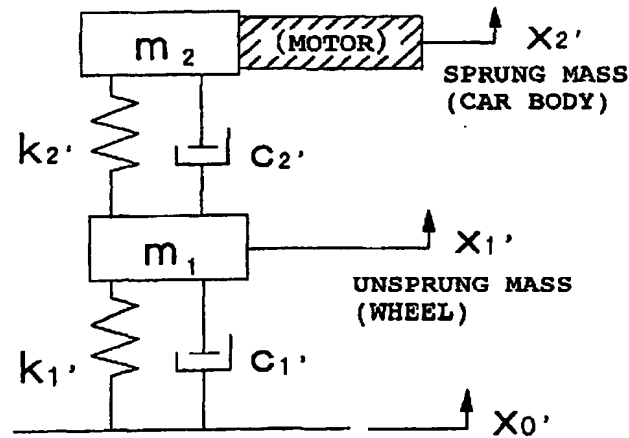 m₂
(MOTOR)
x₂'
SPRUNG MASS
(CAR BODY)
k₂'
c₂'
m₁
x₁'
UNSPRUNG MASS
(WHEEL)
k₁'
c₁'
x₀'